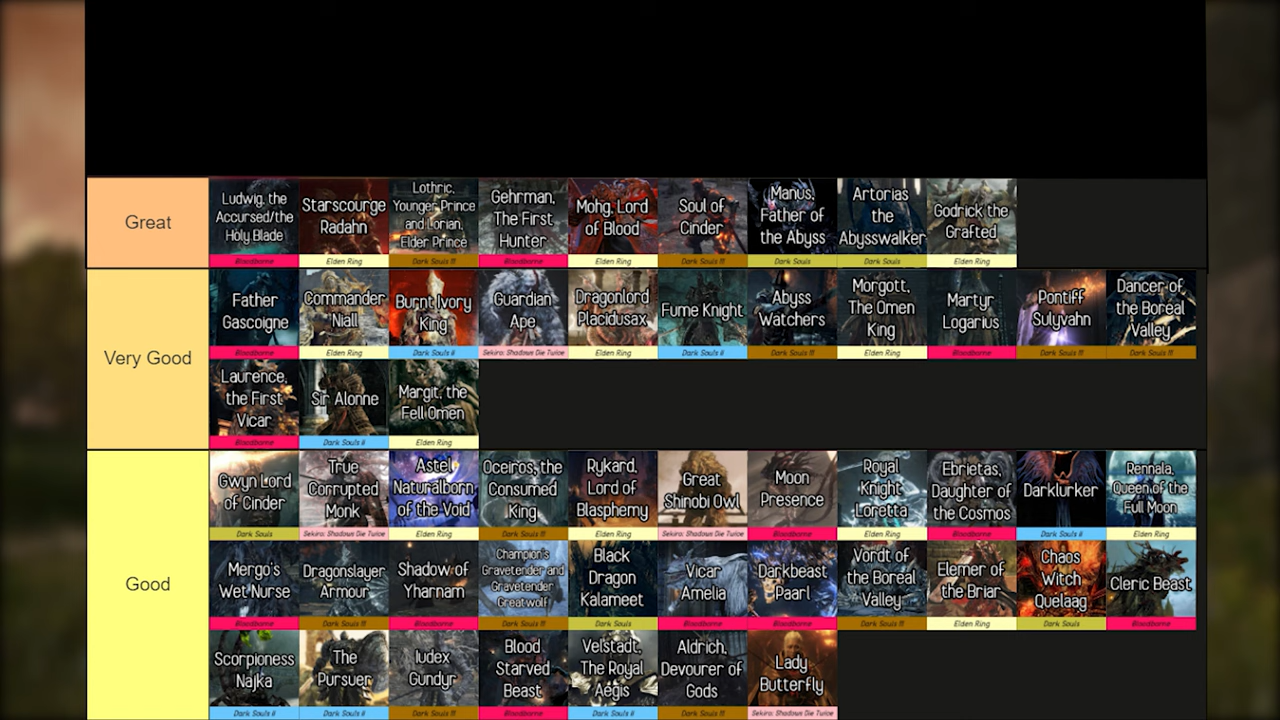 Great
Ludwig, the
Accursed/the
Holy Blade
Bloodborne
Starscourge
Radahn
Elden Ring
Lothric,
Younger Prince
and Lorian,
Elder Prince
Dark Souls III
Gehrman,
The First
Hunter
Bloodborne
Mohg, Lord
of Blood
Elden Ring
Soul of
Cinder
Dark Souls III
Manus,
Father of
the Abyss
Dark Souls
Artorias
the
Abysswalker
Dark Souls
Godrick the
Grafted
Elden Ring
Very Good
Father
Gascoigne
Bloodborne
Commander
Niall
Elden Ring
Burnt Ivory
King
Dark Souls II
Guardian
Ape
Sekiro: Shadows Die Twice
Dragonlord
Placidusax
Elden Ring
Fume Knight
Dark Souls II
Abyss
Watchers
Dark Souls III
Morgott,
The Omen
King
Elden Ring
Martyr
Logarius
Bloodborne
Pontiff
Sulyvahn
Dark Souls III
Dancer of
the Boreal
Valley
Dark Souls III
Laurence,
the First
Vicar
Bloodborne
Sir Alonne
Dark Souls II
Margit, the
Fell Omen
Elden Ring
Good
Gwyn Lord
of Cinder
Dark Souls
True
Corrupted
Monk
Sekiro: Shadows Die Twice
Astel
Naturalborn
of the Void
Elden Ring
Oceiros, the
Consumed
King
Dark Souls III
Rykard,
Lord of
Blasphemy
Elden Ring
Great
Shinobi Owl
Sekiro: Shadows Die Twice
Moon
Presence
Bloodborne
Royal
Knight
Loretta
Elden Ring
Ebrietas,
Daughter of
the Cosmos
Bloodborne
Darklurker
Dark Souls II
Rennala,
Queen of the
Full Moon
Elden Ring
Mergo's
Wet Nurse
Bloodborne
Dragonslayer
Armour
Dark Souls III
Shadow of
Yharnam
Bloodborne
Champion's
Gravetender and
Gravetender
Greatwolf
Dark Souls III
Black
Dragon
Kalameet
Dark Souls
Vicar
Amelia
Bloodborne
Darkbeast
Paarl
Bloodborne
Vordt of
the Boreal
Valley
Dark Souls III
Elemer of
the Briar
Elden Ring
Chaos
Witch
Quelaag
Dark Souls
Cleric Beast
Bloodborne
Scorpioness
Najka
Dark Souls II
The
Pursuer
Dark Souls II
Iudex
Gundyr
Dark Souls III
Blood
Starved
Beast
Bloodborne
Velstadt,
The Royal
Aegis
Dark Souls II
Aldrich,
Devourer of
Gods
Dark Souls III
Lady
Butterfly
Sekiro: Shadows Die Twice